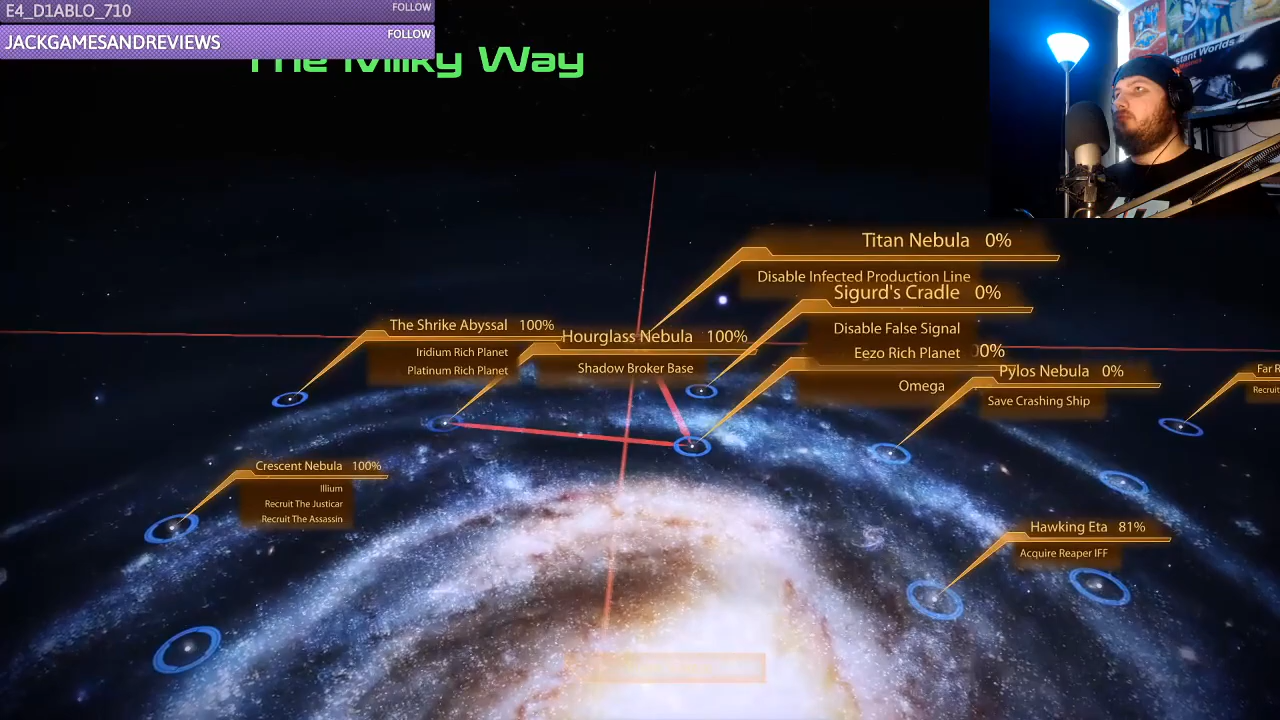 E4_D1ABLO_710
FOLLOW
JACKGAMESANDREVIEWS
FOLLOW
The Milky Way
Titan Nebula 0%
Disable Infected Production Line
Sigurd's Cradle 0%
Disable False Signal
Eezo Rich Planet
00%
Omega
The Shrike Abyssal 100%
Iridium Rich Planet
Platinum Rich Planet
Hourglass Nebula 100%
Shadow Broker Base
Pylos Nebula 0%
Save Crashing Ship
Far R
Recruit
Crescent Nebula 100%
Illium
Recruit The Justicar
Recruit The Assassin
Hawking Eta 81%
Acquire Reaper IFF